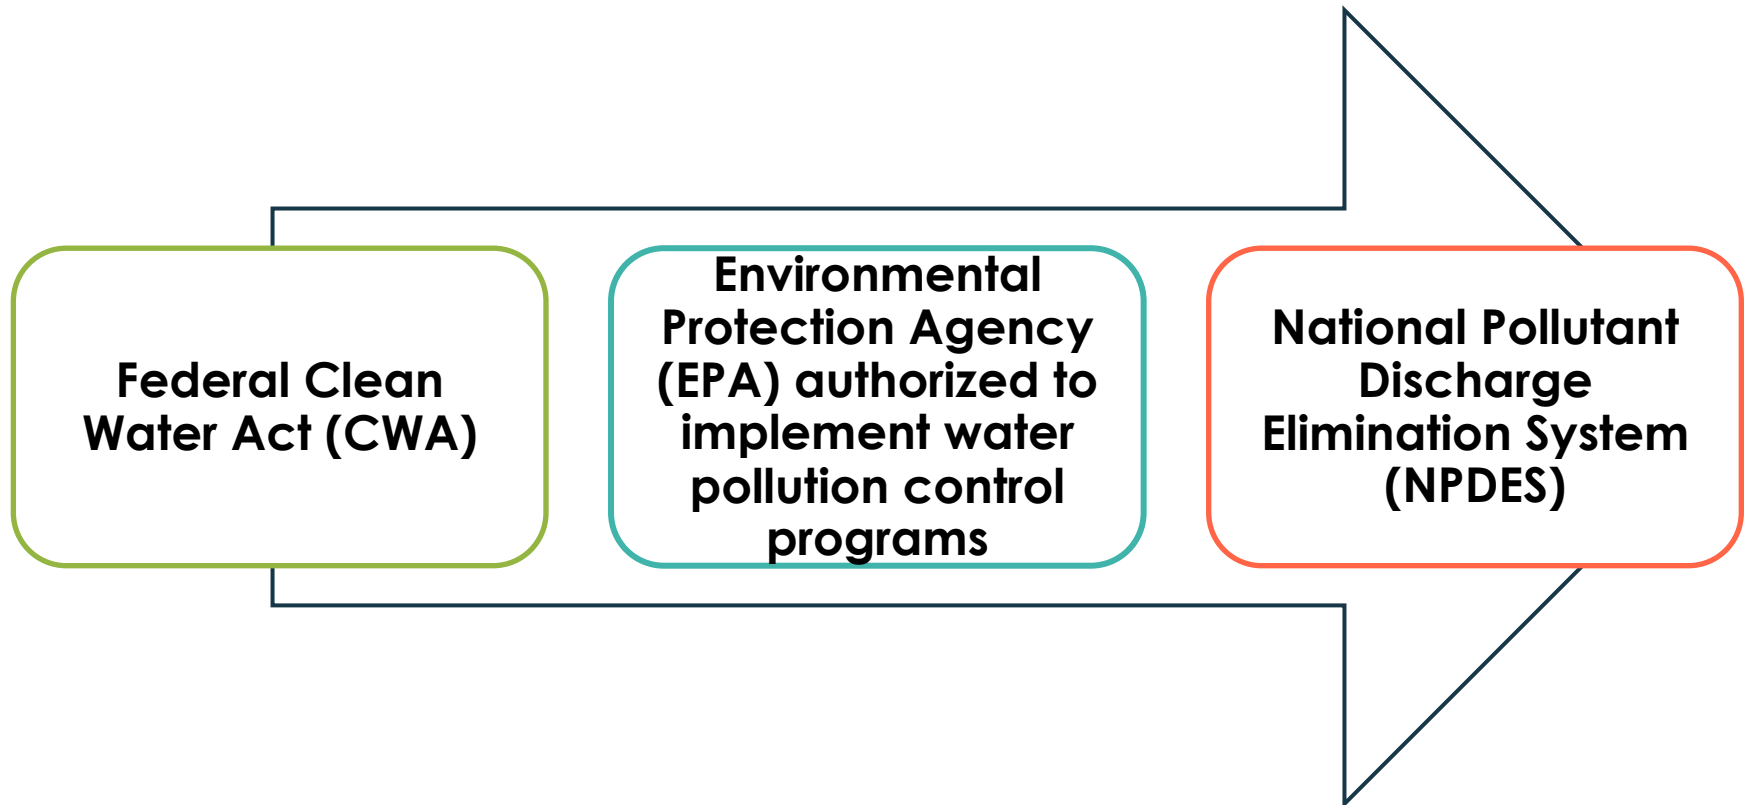 Federal Clean
Water Act (CWA)
Environmental
Protection Agency
(EPA) authorized to
implement water
pollution control
programs
National Pollutant
Discharge
Elimination System
(NPDES)